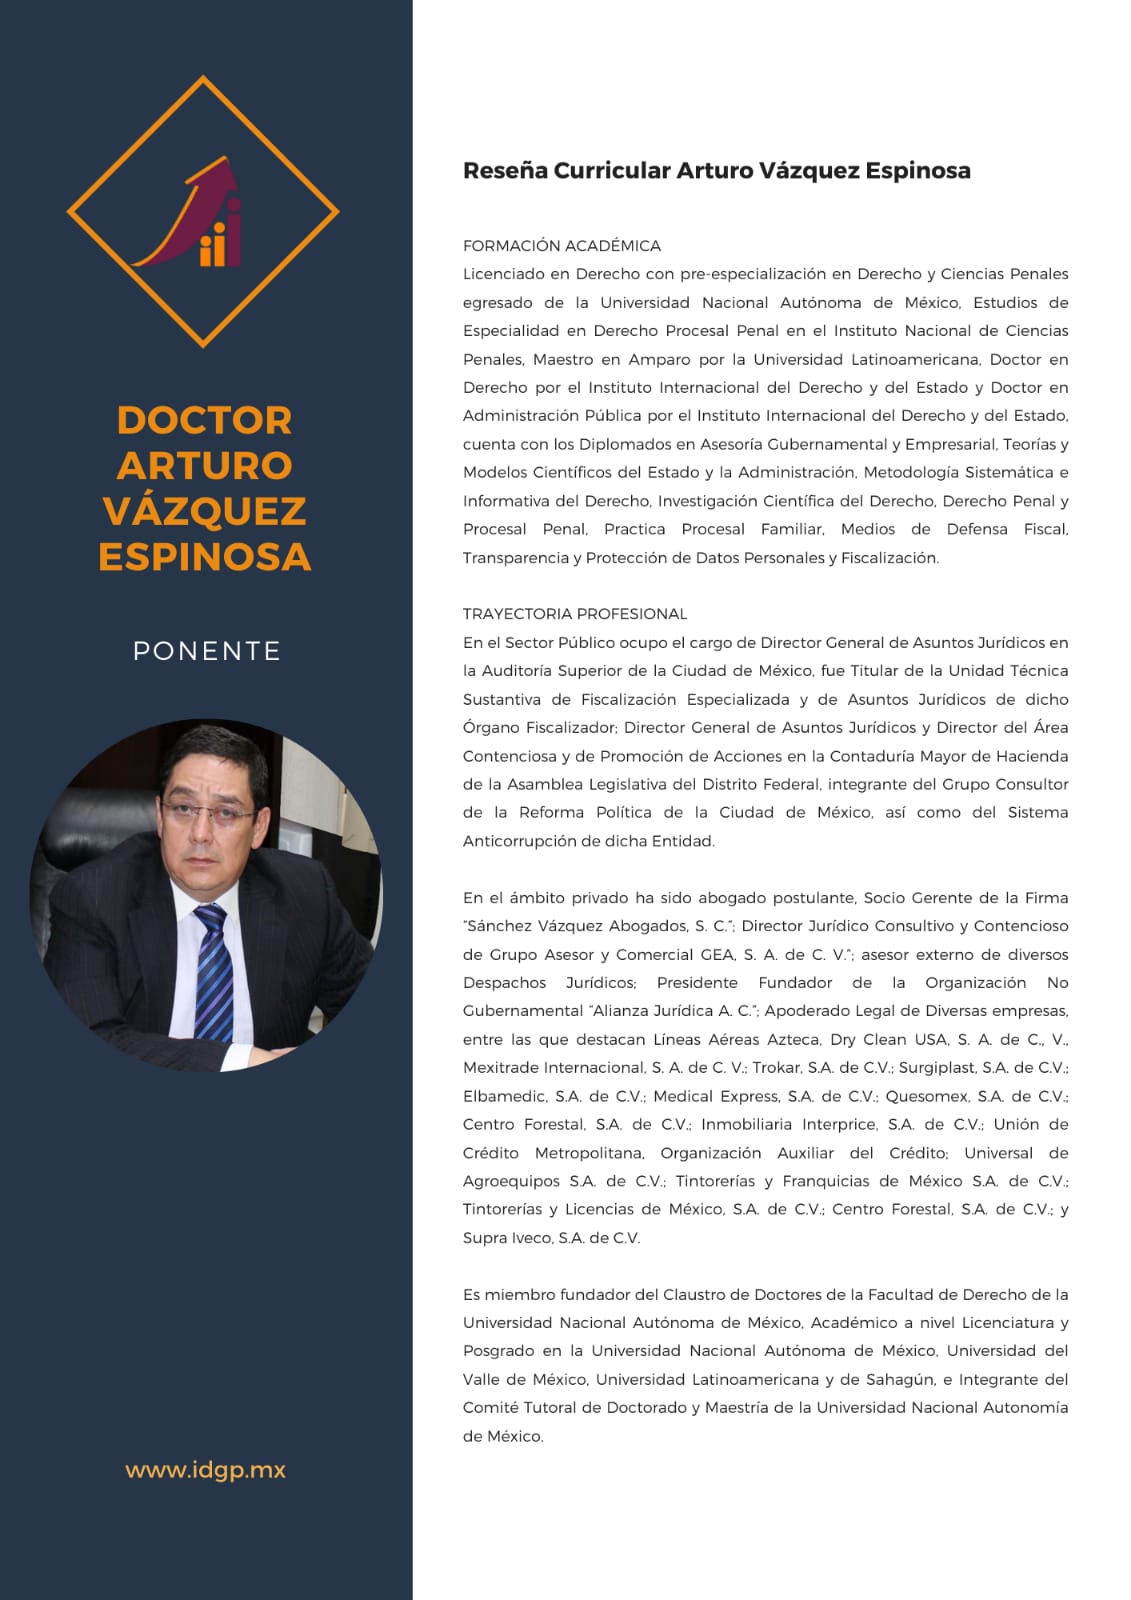 DOCTOR
ARTURO
VÁZQUEZ
ESPINOSA
PONENTE
www.idgp.mx
Reseña Curricular Arturo Vázquez Espinosa
FORMACIÓN ACADÉMICA
Licenciado en Derecho con pre-especialización en Derecho y Ciencias Penales
egresado de la Universidad Nacional Autónoma de México, Estudios de
Especialidad en Derecho Procesal Penal en el Instituto Nacional de Ciencias
Penales, Maestro en Amparo por la Universidad Latinoamericana, Doctor en
Derecho por el Instituto Internacional del Derecho y del Estado y Doctor en
Administración Pública por el Instituto Internacional del Derecho y del Estado,
cuenta con los Diplomados en Asesoría Gubernamental y Empresarial, Teorías y
Modelos Científicos del Estado y la Administración, Metodología Sistemática e
Informativa del Derecho, Investigación Científica del Derecho, Derecho Penal y
Procesal Penal, Practica Procesal Familiar, Medios de Defensa Fiscal,
Transparencia y Protección de Datos Personales y Fiscalización.
TRAYECTORIA PROFESIONAL
En el Sector Público ocupo el cargo de Director General de Asuntos Jurídicos en
la Auditoría Superior de la Ciudad de México, fue Titular de la Unidad Técnica
Sustantiva de Fiscalización Especializada y de Asuntos Jurídicos de dicho
Órgano Fiscalizador; Director General de Asuntos Jurídicos y Director del Área
Contenciosa y de Promoción de Acciones en la Contaduría Mayor de Hacienda
de la Asamblea Legislativa del Distrito Federal, integrante del Grupo Consultor
de la Reforma Política de la Ciudad de México, así como del Sistema
Anticorrupción de dicha Entidad.
En el ámbito privado ha sido abogado postulante, Socio Gerente de la Firma
“Sánchez Vázquez Abogados, S. C.”; Director Jurídico Consultivo y Contencioso
de Grupo Asesor y Comercial GEA, S. A. de C. V.”; asesor externo de diversos
Despachos Jurídicos; Presidente Fundador de la Organización No
Gubernamental “Alianza Jurídica A. C.”; Apoderado Legal de Diversas empresas,
entre las que destacan Líneas Aéreas Azteca, Dry Clean USA, S. A. de C., V.,
Mexitrade Internacional, S. A. de C. V.; Trokar, S.A. de C.V.; Surgiplast, S.A. de C.V.;
Elbamedic, S.A. de C.V.; Medical Express, S.A. de C.V.; Quesomex, S.A. de C.V.;
Centro Forestal, S.A. de C.V.; Inmobiliaria Interprice, S.A. de C.V.; Unión de
Crédito Metropolitana, Organización Auxiliar del Crédito; Universal de
Agroequipos S.A. de C.V.; Tintorerías y Franquicias de México S.A. de C.V.;
Tintorerías y Licencias de México, S.A. de C.V.; Centro Forestal, S.A. de C.V.; y
Supra Iveco, S.A. de C.V.
Es miembro fundador del Claustro de Doctores de la Facultad de Derecho de la
Universidad Nacional Autónoma de México, Académico a nivel Licenciatura y
Posgrado en la Universidad Nacional Autónoma de México, Universidad del
Valle de México, Universidad Latinoamericana y de Sahagún, e Integrante del
Comité Tutoral de Doctorado y Maestría de la Universidad Nacional Autonomía
de México.